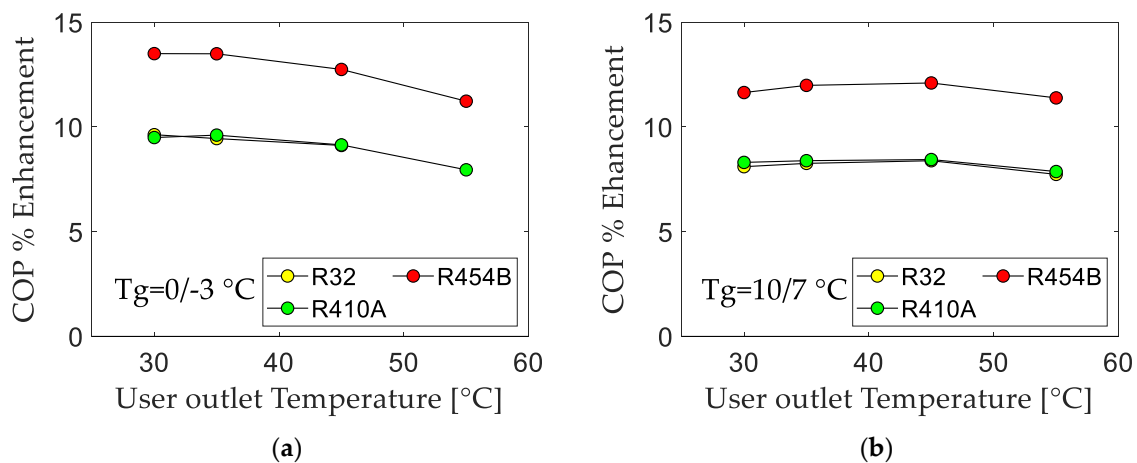 15
10
5
0
COP % Enhancement
Tg=0/-3 °C
R32
R454B
R410A
30 40 50 60
User outlet Temperature [°C]
(a)
15
10
5
0
COP % Ehancement
Tg=10/7 °C
R32
R454B
R410A
30 40 50 60
User outlet Temperature [°C]
(b)